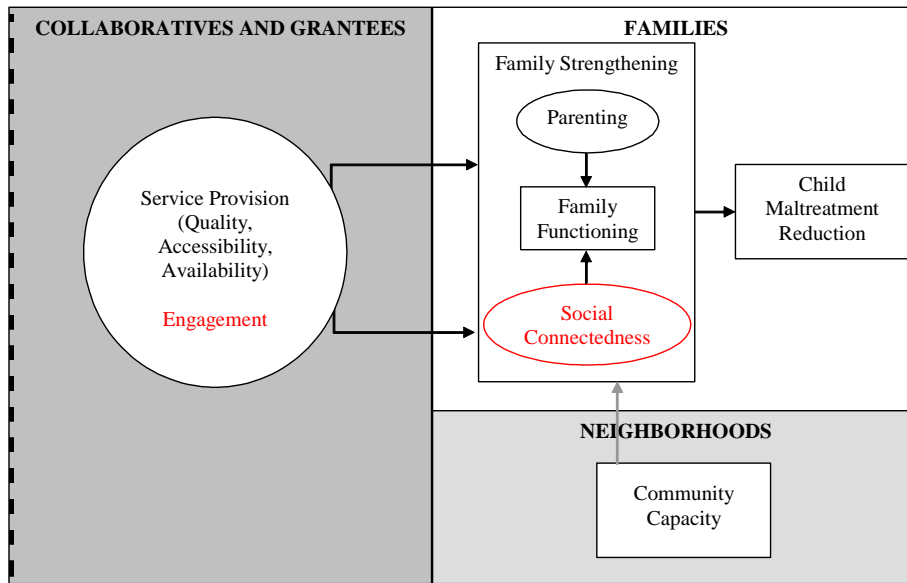 COLLABORATIVES AND GRANTEES
Service Provision
(Quality,
Accessibility,
Availability)
Engagement
FAMILIES
Family Strengthening
Parenting
Family
Functioning
Social
Connectedness
Child
Maltreatment
Reduction
NEIGHBORHOODS
Community
Capacity